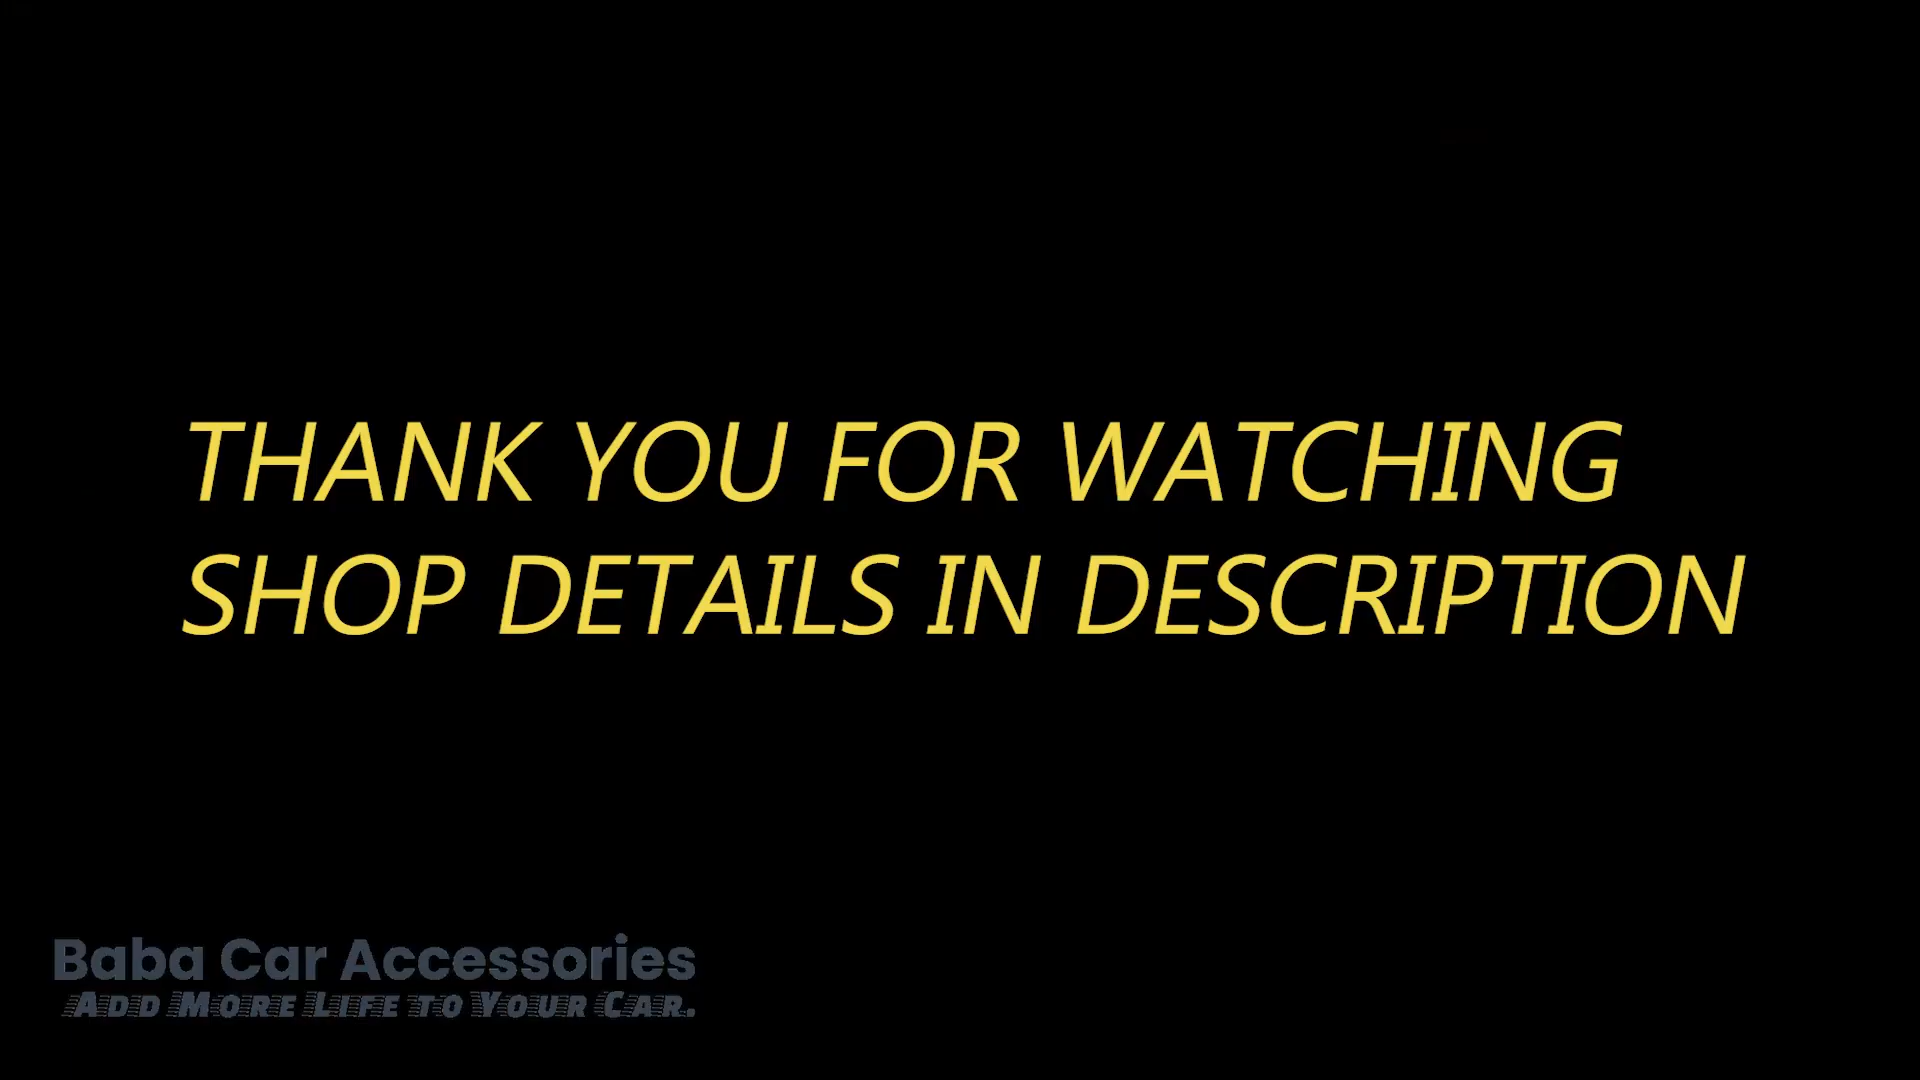 THANK YOU FOR WATCHING
SHOP DETAILS IN DESCRIPTION
Baba Car Accessories
ADD MORE LIFE TO YOUR CAR.